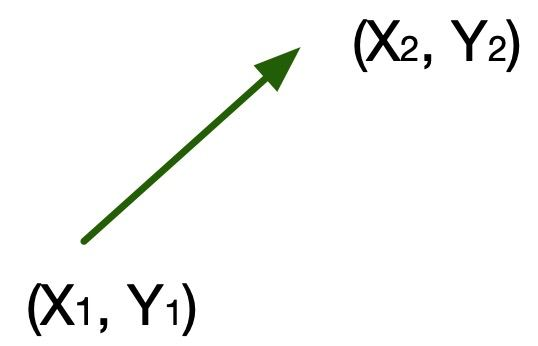 (X2, Y2)
(X1, Y1)